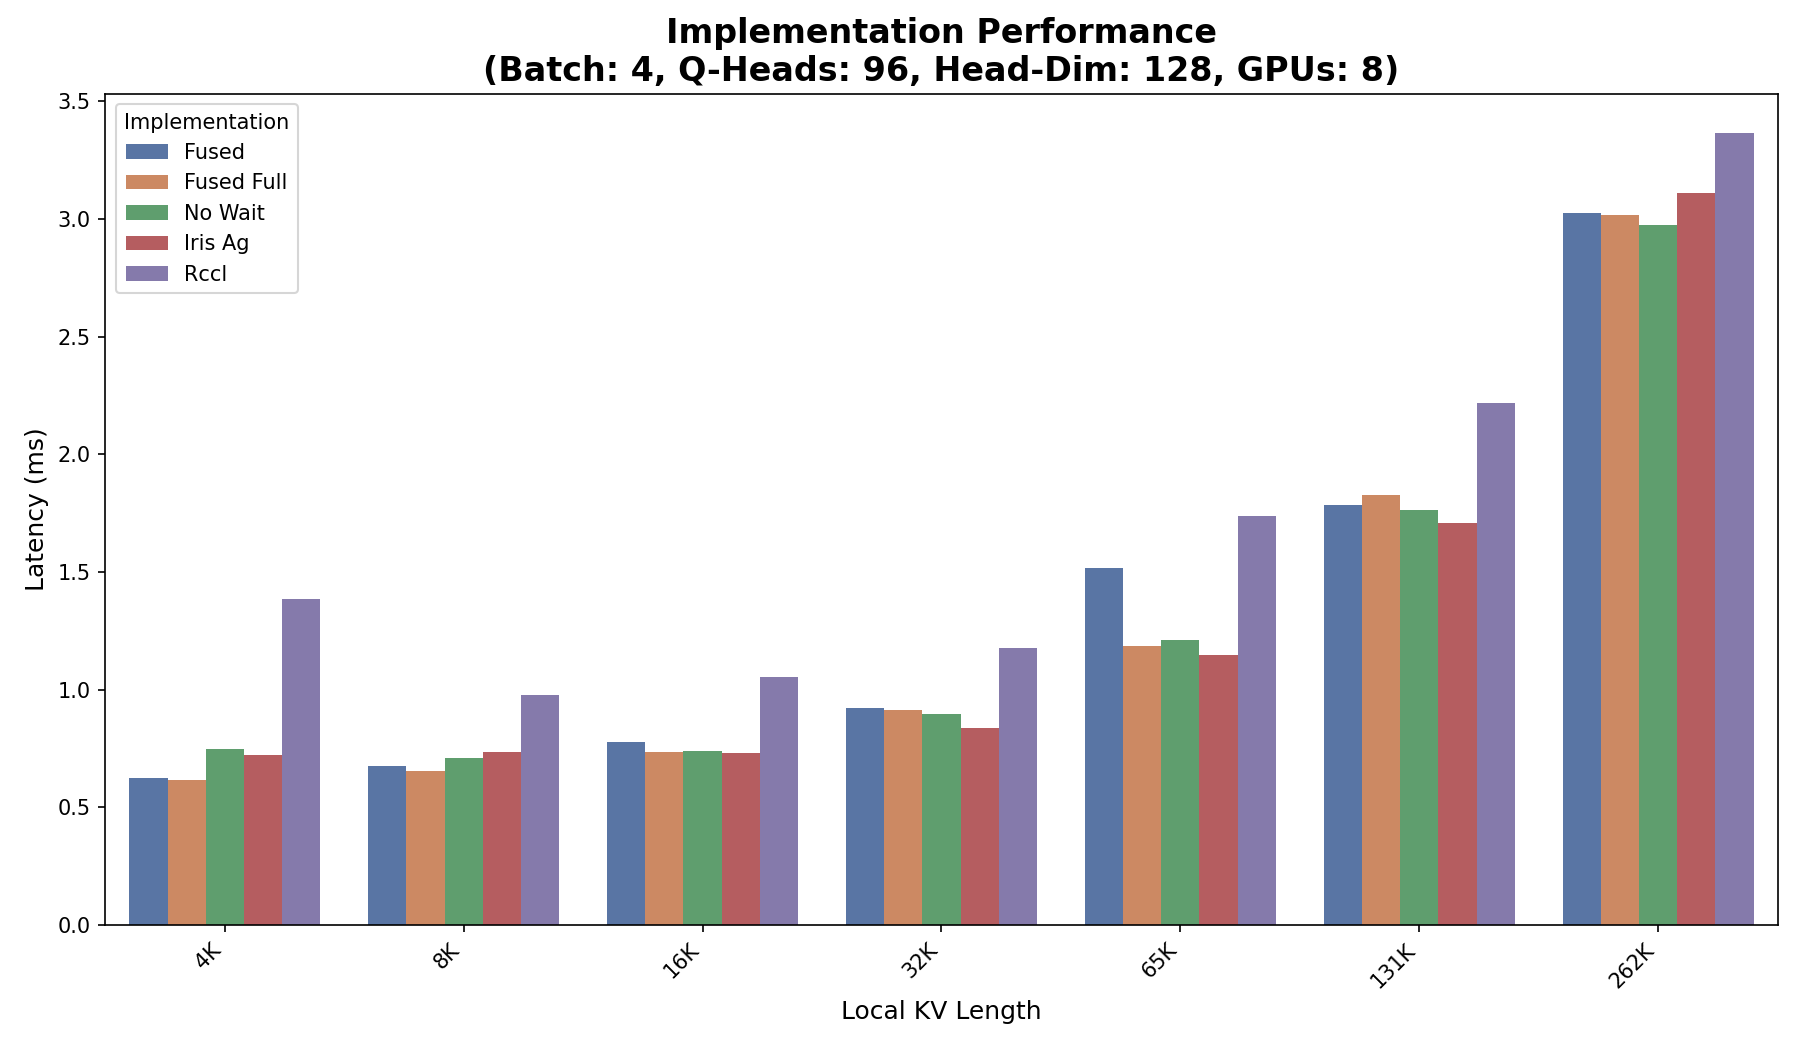 Implementation Performance
(Batch: 4, Q-Heads: 96, Head-Dim: 128, GPUs: 8)
Implementation
Fused
Fused Full
No Wait
Iris Ag
Rccl
Latency (ms)
3.5
3.0
2.5
2.0
1.5
1.0
0.5
0.0
4K
8K
16K
32K
65K
131K
262K
Local KV Length